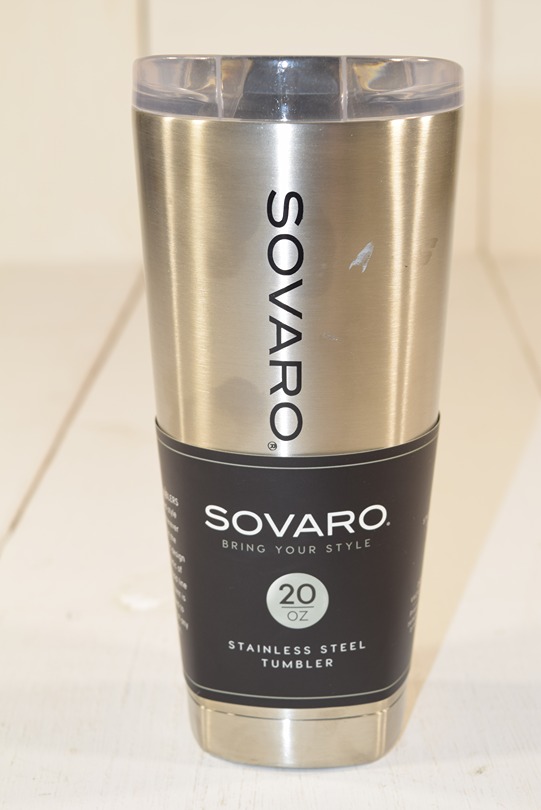 SOVARO®
SOVARO®
BRING YOUR STYLE
20
OZ
STAINLESS STEEL
TUMBLER